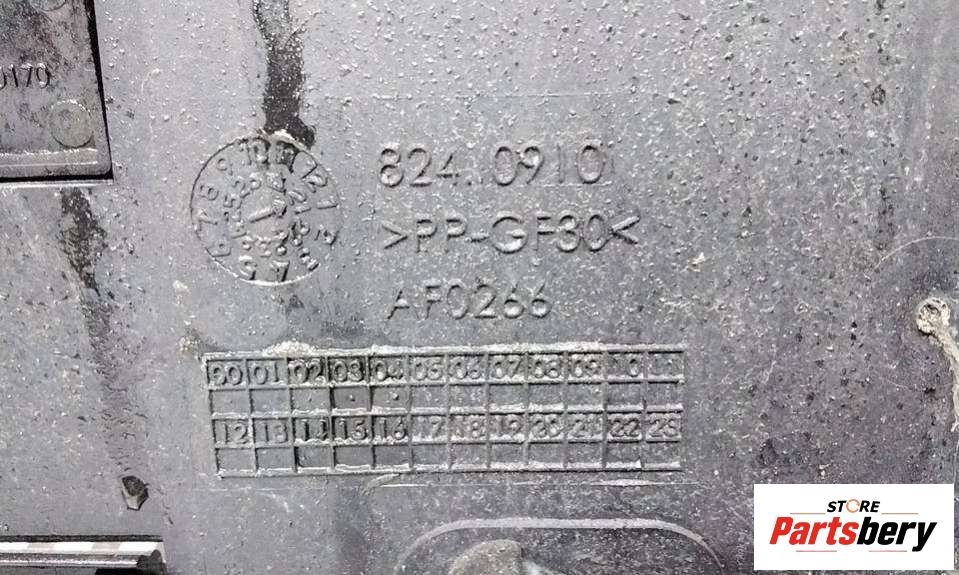 0170
824.0910
>PP-GF30<
AF0266
00 01 02 03 04 05 06 07 08 09 10 11
12 13 14 15 16 17 18 19 20 21 22 23
STORE
Partsbery